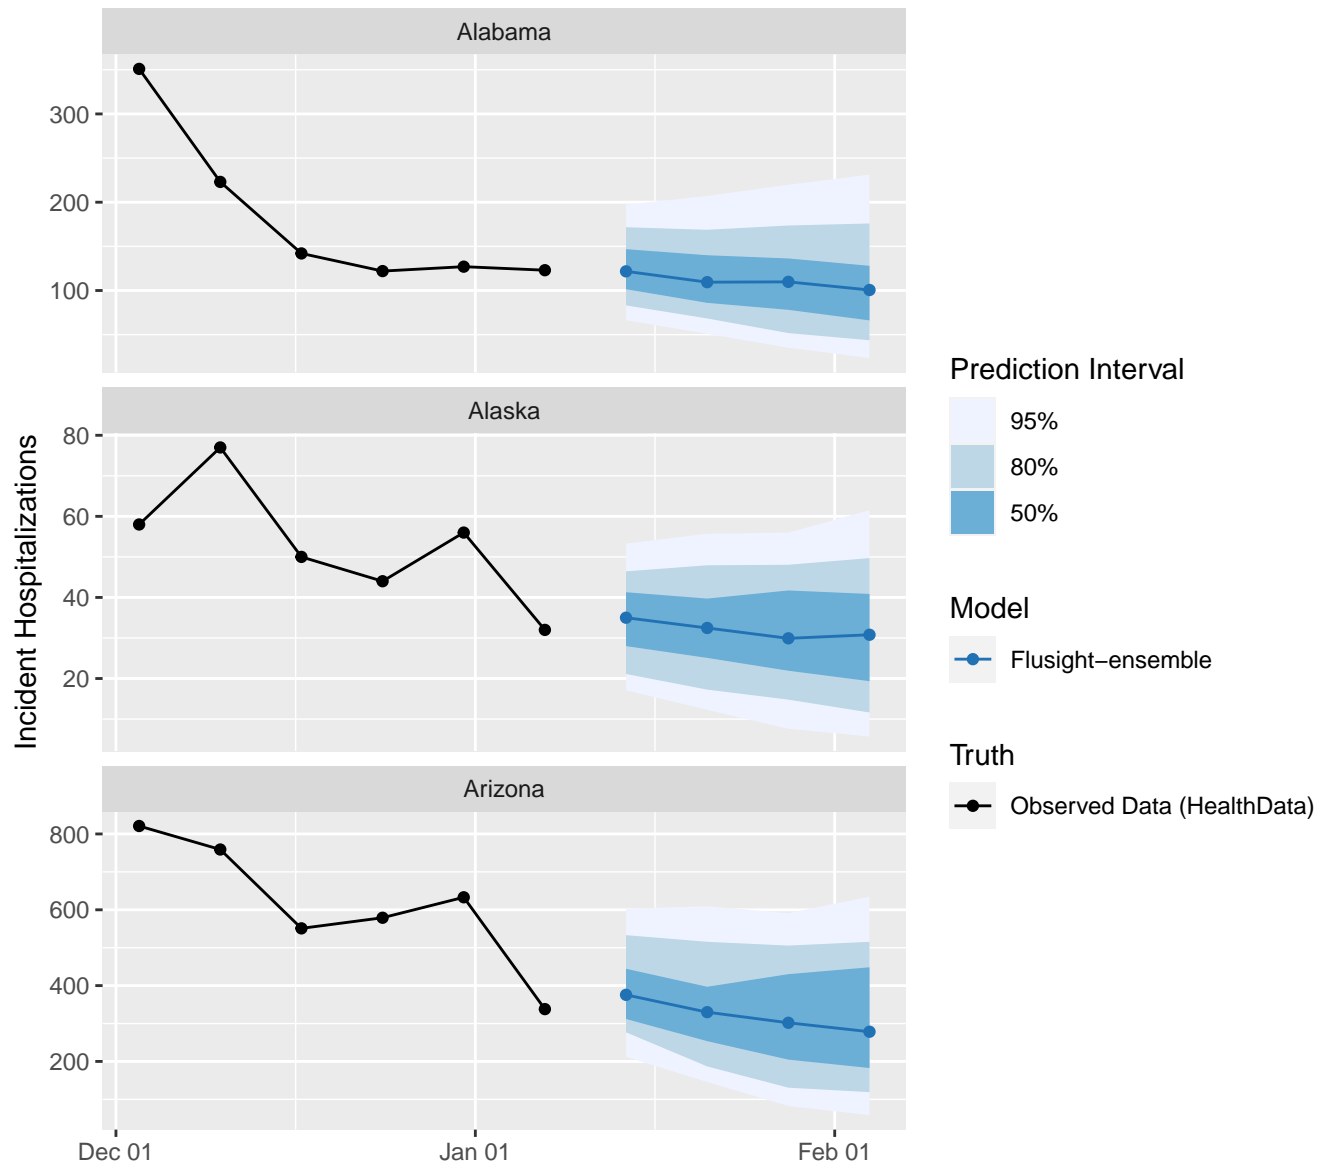 Alabama
300
200
100
Alaska
80
60
40
20
Arizona
800
600
400
200
Dec 01
Jan 01
Feb 01
Incident Hospitalizations
Prediction Interval
95%
80%
50%
Model
Flusight−ensemble
Truth
Observed Data (HealthData)